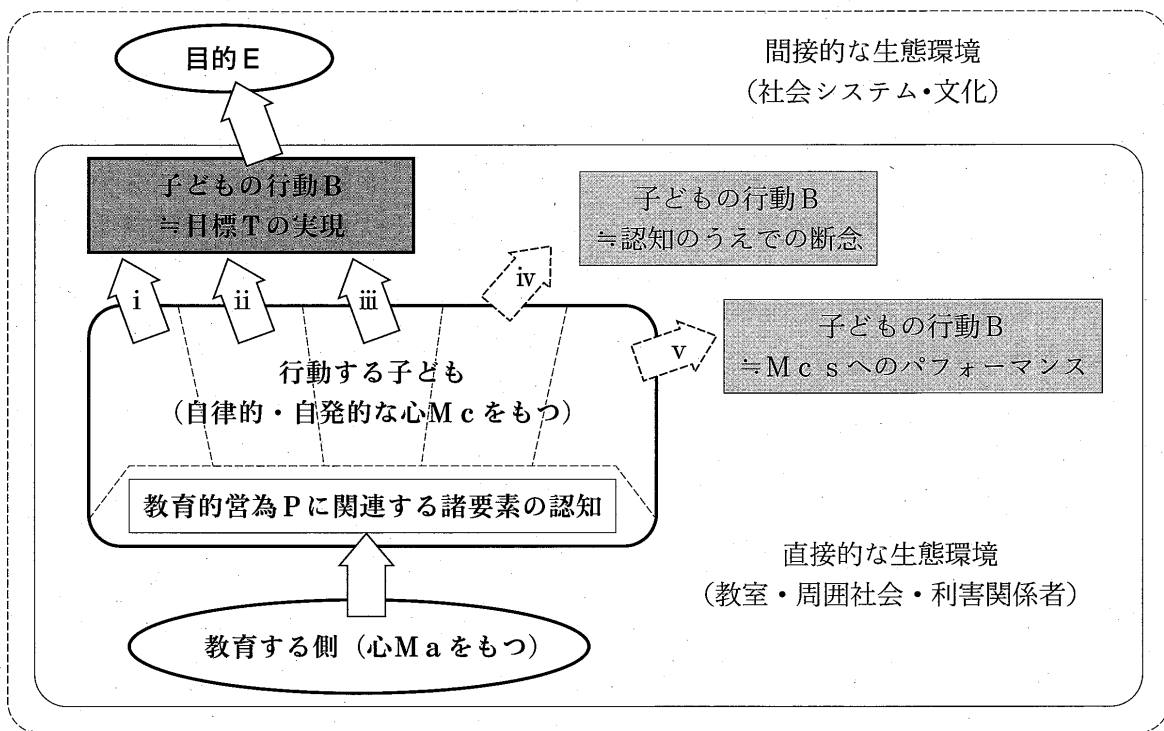 目的E
間接的な生態環境
（社会システム・文化）
子どもの行動B
≒目標Tの実現
子どもの行動B
≒認知のうえでの断念
i
ii
iii
iv
v
子どもの行動B
≒Mcsへのパフォーマンス
行動する子ども
（自律的・自発的な心Mcをもつ）
教育的営為Pに関連する諸要素の認知
直接的な生態環境
（教室・周囲社会・利害関係者）
教育する側（心Maをもつ）